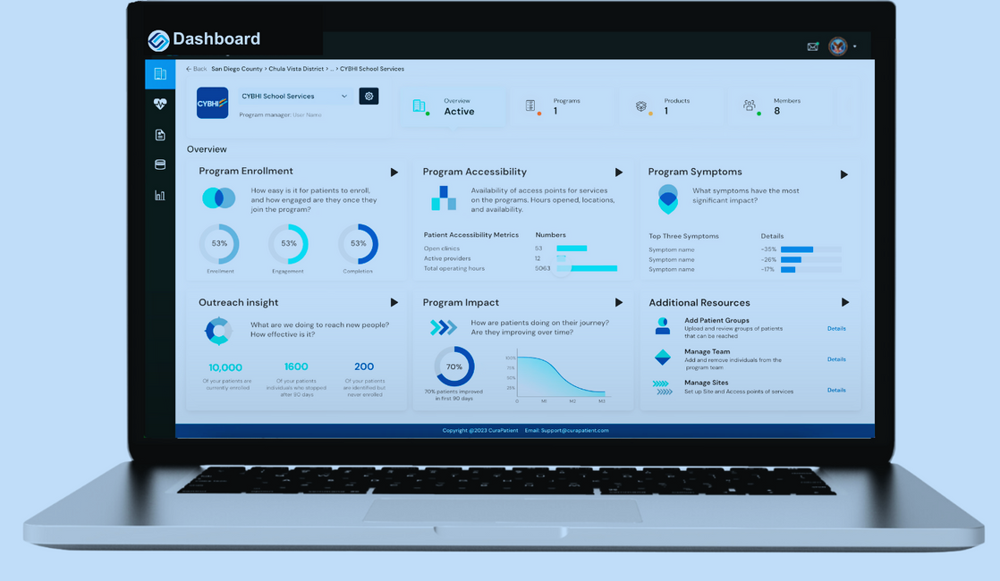 Dashboard
← Back San Diego County > Chula Vista District > ... > CYBHI School Services
CYBHI
CYBHI School Services
Program manager: User Name
Overview
Active
Programs
1
Products
1
Members
8
Overview
Program Enrollment
How easy is it for patients to enroll,
and how engaged are they once they
join the program?
53%
53%
53%
Enrollment
Engagement
Completion
Program Accessibility
Availability of access points for services
on the programs. Hours opened, locations,
and availability.
Patient Accessibility Metrics Numbers
Open clinics 53
Active providers 12
Total operating hours 5063
Program Symptoms
What symptoms have the most
significant impact?
Top Three Symptoms Details
Symptom name ~35%
Symptom name ~26%
Symptom name ~17%
Outreach insight
What are we doing to reach new people?
How effective is it?
10,000
Of your patients are
currently enrolled
1600
Of your patients
individuals who stopped
after 90 days
200
Of your patients
are identified but
never enrolled
Program Impact
How are patients doing on their journey?
Are they improving over time?
70%
70% patients improved
in first 90 days
100%
75%
50%
25%
0 M1 M2 M3
Additional Resources
Add Patient Groups
Upload and review groups of patients
that can be reached
Details
Manage Team
Add and remove individuals from the
program team
Details
Manage Sites
Set up Site and Access points of services
Details
Copyright @2023 CuraPatient Email: Support@curapatient.com